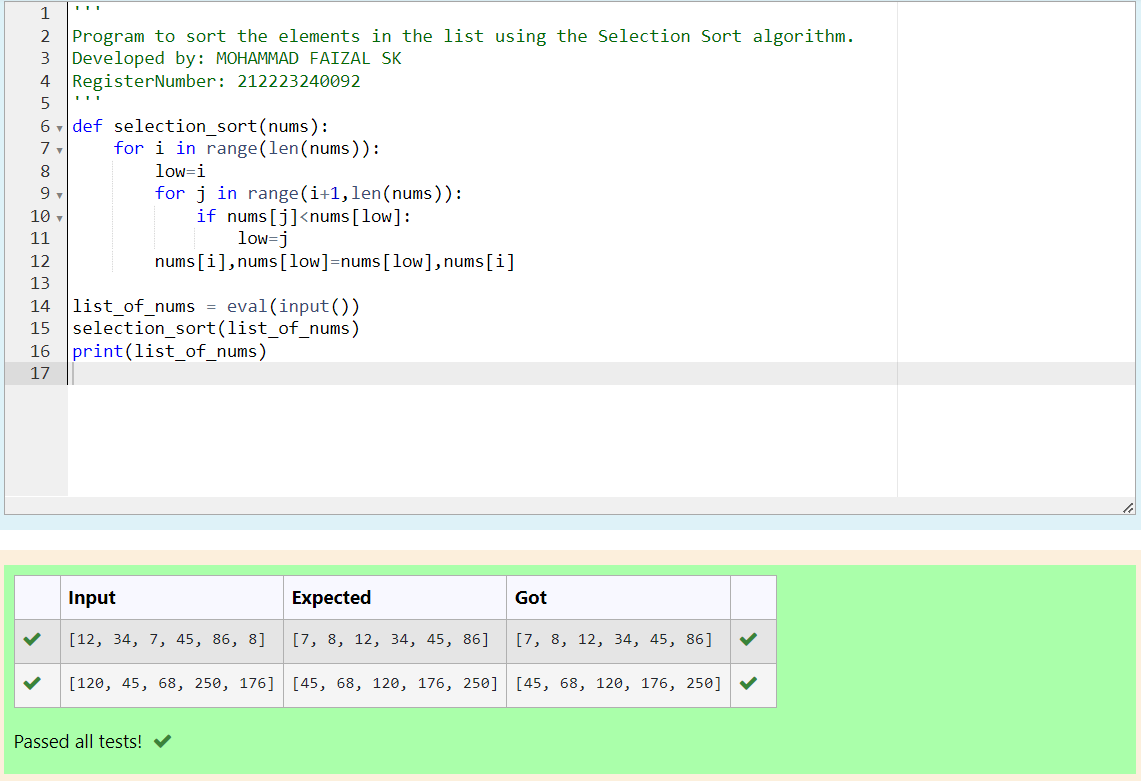 1 '''
2 Program to sort the elements in the list using the Selection Sort algorithm.
3 Developed by: MOHAMMAD FAIZAL SK
4 RegisterNumber: 212223240092
5 '''
6 def selection_sort(nums):
7     for i in range(len(nums)):
8         low=i
9         for j in range(i+1,len(nums)):
10             if nums[j]<nums[low]:
11                 low=j
12         nums[i],nums[low]=nums[low],nums[i]
13
14 list_of_nums = eval(input())
15 selection_sort(list_of_nums)
16 print(list_of_nums)
17
Input Expected Got
[12, 34, 7, 45, 86, 8] [7, 8, 12, 34, 45, 86] [7, 8, 12, 34, 45, 86]
[120, 45, 68, 250, 176] [45, 68, 120, 176, 250] [45, 68, 120, 176, 250]
Passed all tests!